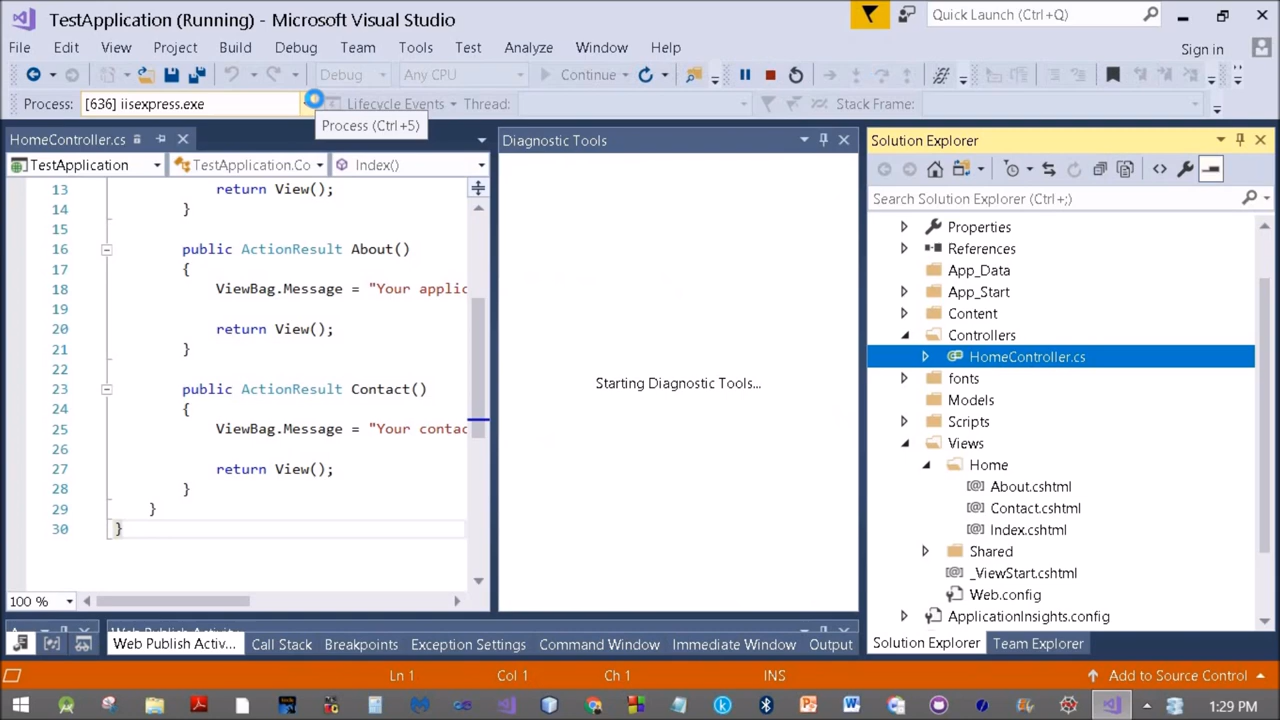 TestApplication (Running) - Microsoft Visual Studio
Quick Launch (Ctrl+Q)
File Edit View Project Build Debug Team Tools Test Analyze Window Help
Sign in
Debug Any CPU Continue
Process: [636] iisexpress.exe Lifecycle Events Thread: Stack Frame:
Process (Ctrl+5)
HomeController.cs
TestApplication TestApplication.Co Index()
13 return View();
14 }
15
16 public ActionResult About()
17 {
18 ViewBag.Message = "Your applic
19
20 return View();
21 }
22
23 public ActionResult Contact()
24 {
25 ViewBag.Message = "Your contac
26
27 return View();
28 }
29 }
30 }
100 %
Diagnostic Tools
Starting Diagnostic Tools...
Solution Explorer
Search Solution Explorer (Ctrl+;)
Properties
References
App_Data
App_Start
Content
Controllers
HomeController.cs
fonts
Models
Scripts
Views
Home
About.cshtml
Contact.cshtml
Index.cshtml
Shared
_ViewStart.cshtml
Web.config
ApplicationInsights.config
Solution Explorer Team Explorer
Web Publish Activ... Call Stack Breakpoints Exception Settings Command Window Immediate Window Output
Ln 1 Col 1 Ch 1 INS Add to Source Control
1:29 PM